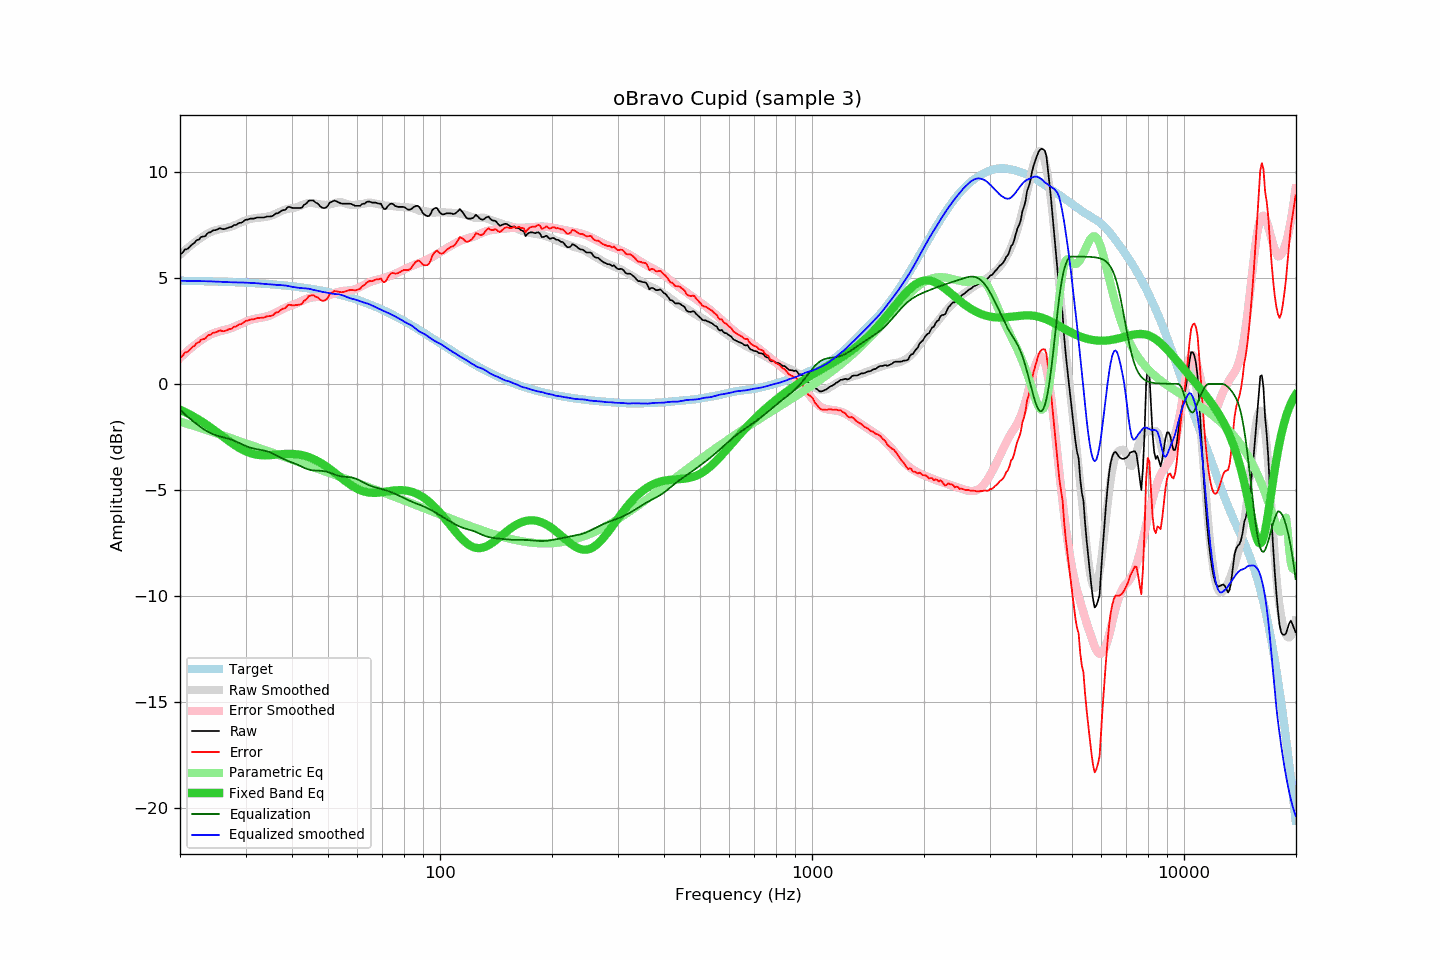 oBravo Cupid (sample 3)
Amplitude (dBr)
10
5
0
−5
−10
−15
−20
Target
Raw Smoothed
Error Smoothed
Raw
Error
Parametric Eq
Fixed Band Eq
Equalization
Equalized smoothed
100
1000
10000
Frequency (Hz)